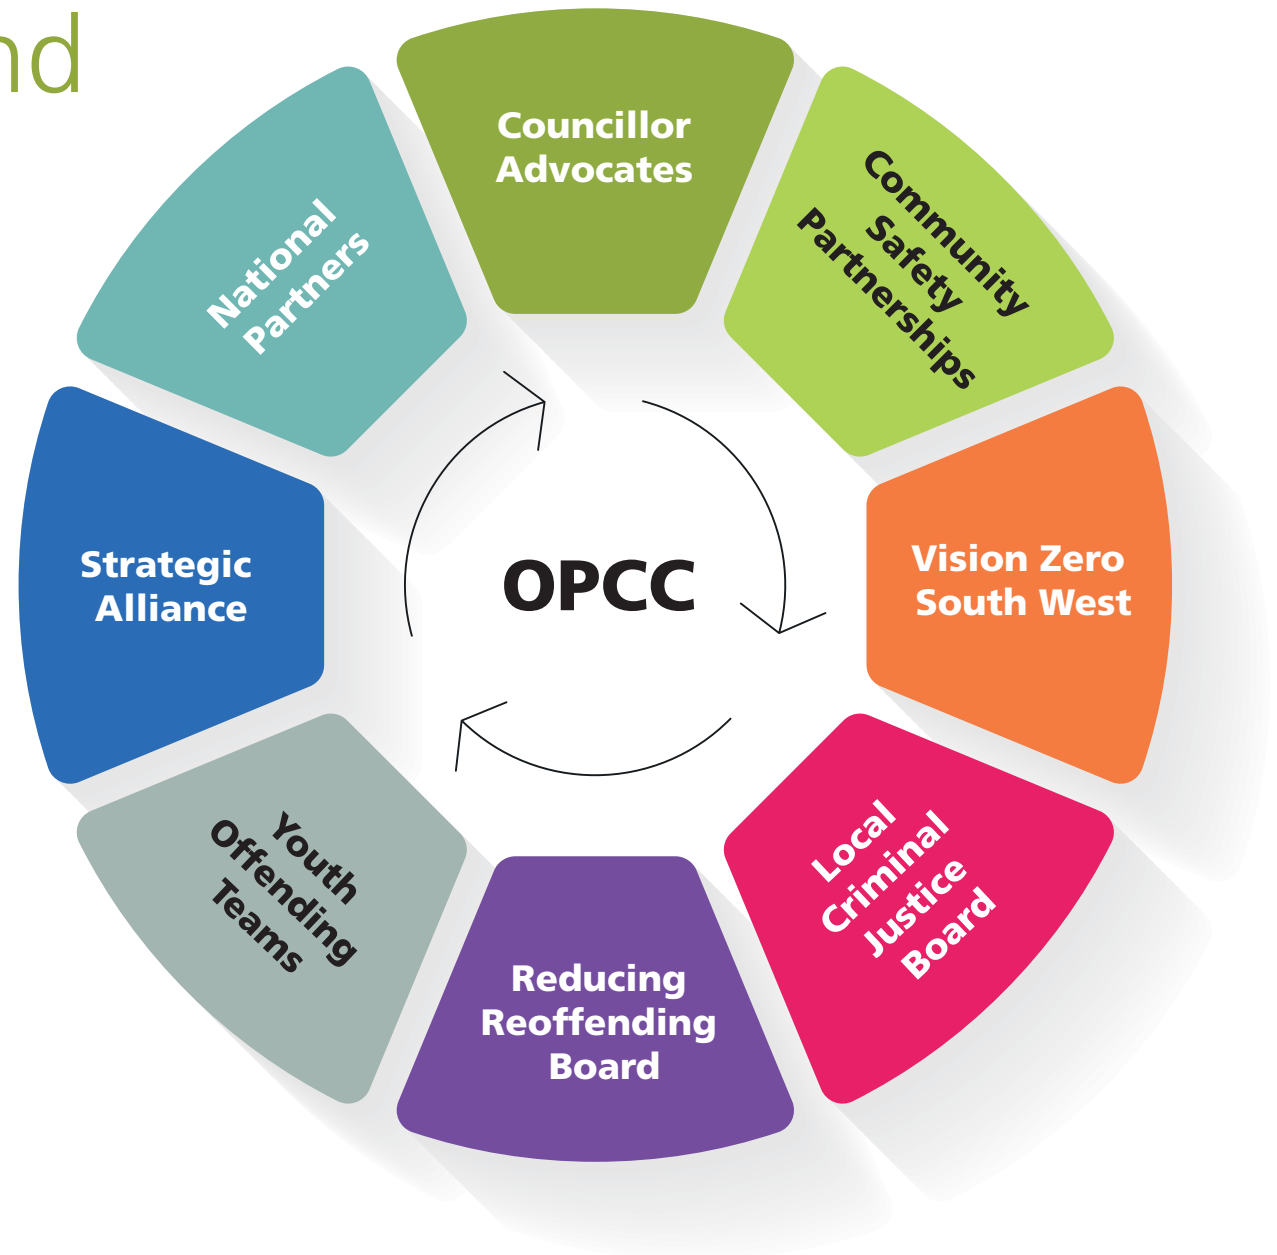 nd
Councillor
Advocates
Community
Safety
Partnerships
Vision Zero
South West
Local
Criminal
Justice
Board
Reducing
Reoffending
Board
Youth
Offending
Teams
Strategic
Alliance
National
Partners
OPCC